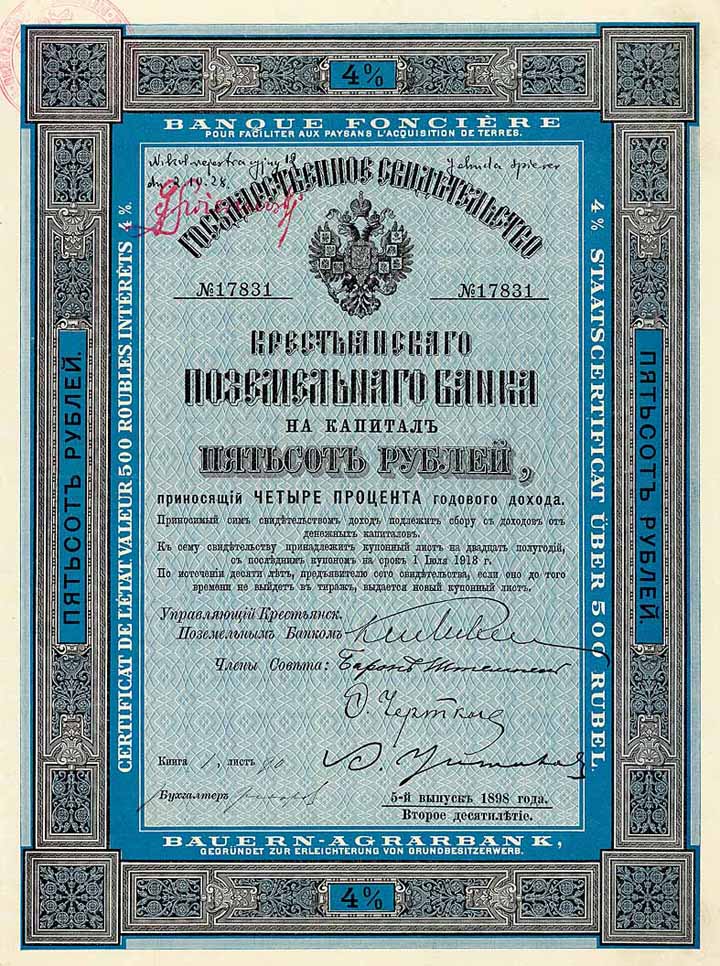 4%
BANQUE FONCIÈRE
POUR FACILITER AUX PAYSANS L'ACQUISITION DE TERRES.
ГОСУДАРСТВЕННОЕ СВИДѢТЕЛЬСТВО
№17831
№17831
КРЕСТЬЯНСКАГО
ПОЗЕМЕЛЬНАГО БАНКА
НА КАПИТАЛЪ
ПЯТЬСОТЪ РУБЛЕЙ,
приносящій ЧЕТЫРЕ ПРОЦЕНТА годового дохода.
Приносимый симъ свидѣтельствомъ доходъ подлежитъ сбору съ доходовъ отъ
денежныхъ капиталовъ.
Къ сему свидѣтельству принадлежитъ купонный листъ на двадцать полугодій,
съ послѣднимъ купономъ на срокъ 1 Іюля 1918 г.
По истеченіи десяти лѣтъ, предъявителю сего свидѣтельства, если оно до того
времени не выйдетъ въ тиражъ, выдается новый купонный листъ.
Управляющій Крестьянск.
Поземельнымъ Банкомъ
Члены Совѣта: Баронъ
Книга 1, листъ 90
Бухгалтеръ
5-й выпускъ 1898 года.
Второе десятилѣтіе.
BAUERN-AGRARBANK,
GEGRÜNDET ZUR ERLEICHTERUNG VON GRUNDBESITZERWERB.
4%
CERTIFICAT DE L'ÉTAT VALEUR 500 ROUBLES INTERÊTS 4 %.
4% STAATSCERTIFICAT ÜBER 500 RUBEL.
ПЯТЬСОТЪ РУБЛЕЙ.
ПЯТЬСОТЪ РУБЛЕЙ.